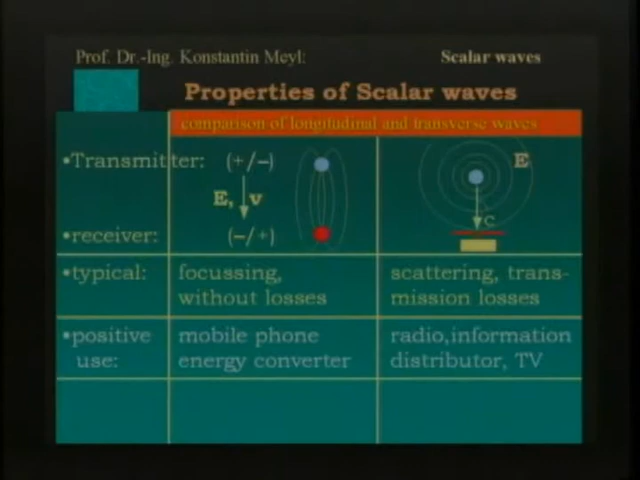 Prof. Dr.-Ing. Konstantin Meyl: Scalar waves
Properties of Scalar waves
comparison of longitudinal and transverse waves
•Transmitter: (+/−) E
E, v C
•receiver: (−/+)
•typical: focussing, scattering, trans-
without losses mission losses
•positive mobile phone radio,information
use: energy converter distributor, TV